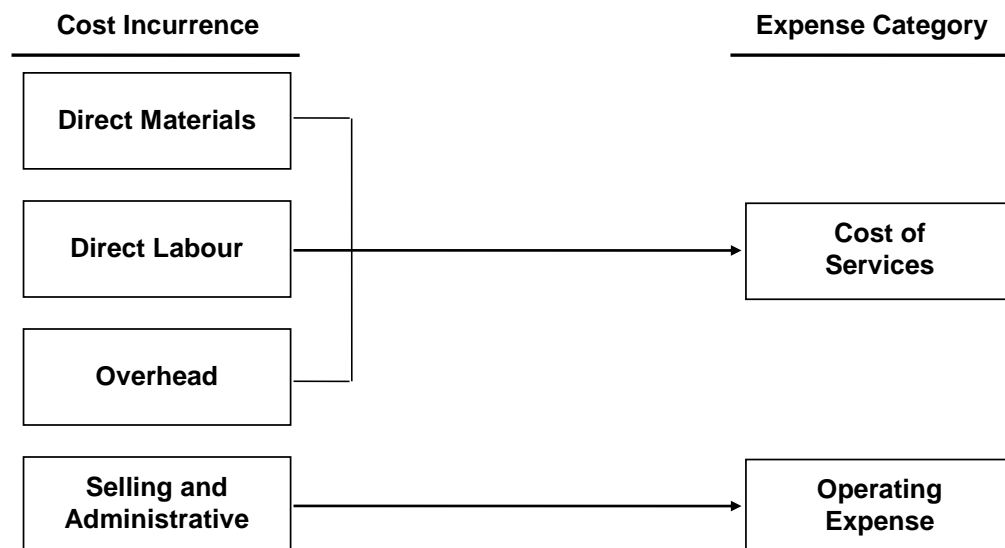 Cost Incurrence
Expense Category
Direct Materials
Direct Labour
Cost of
Services
Overhead
Selling and
Administrative
Operating
Expense